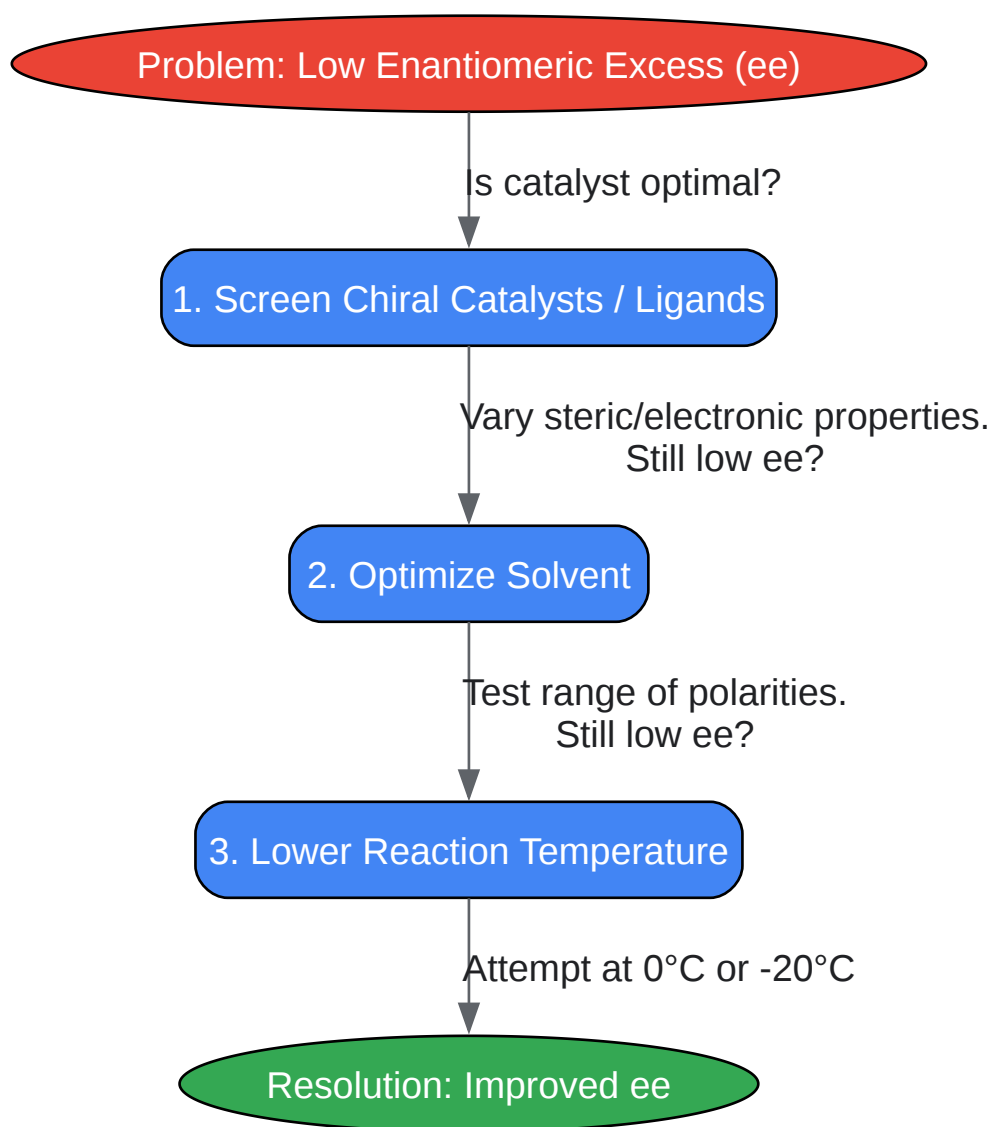 Problem: Low Enantiomeric Excess (ee)
Is catalyst optimal?
1. Screen Chiral Catalysts / Ligands
Vary steric/electronic properties.
Still low ee?
2. Optimize Solvent
Test range of polarities.
Still low ee?
3. Lower Reaction Temperature
Attempt at 0°C or -20°C
Resolution: Improved ee